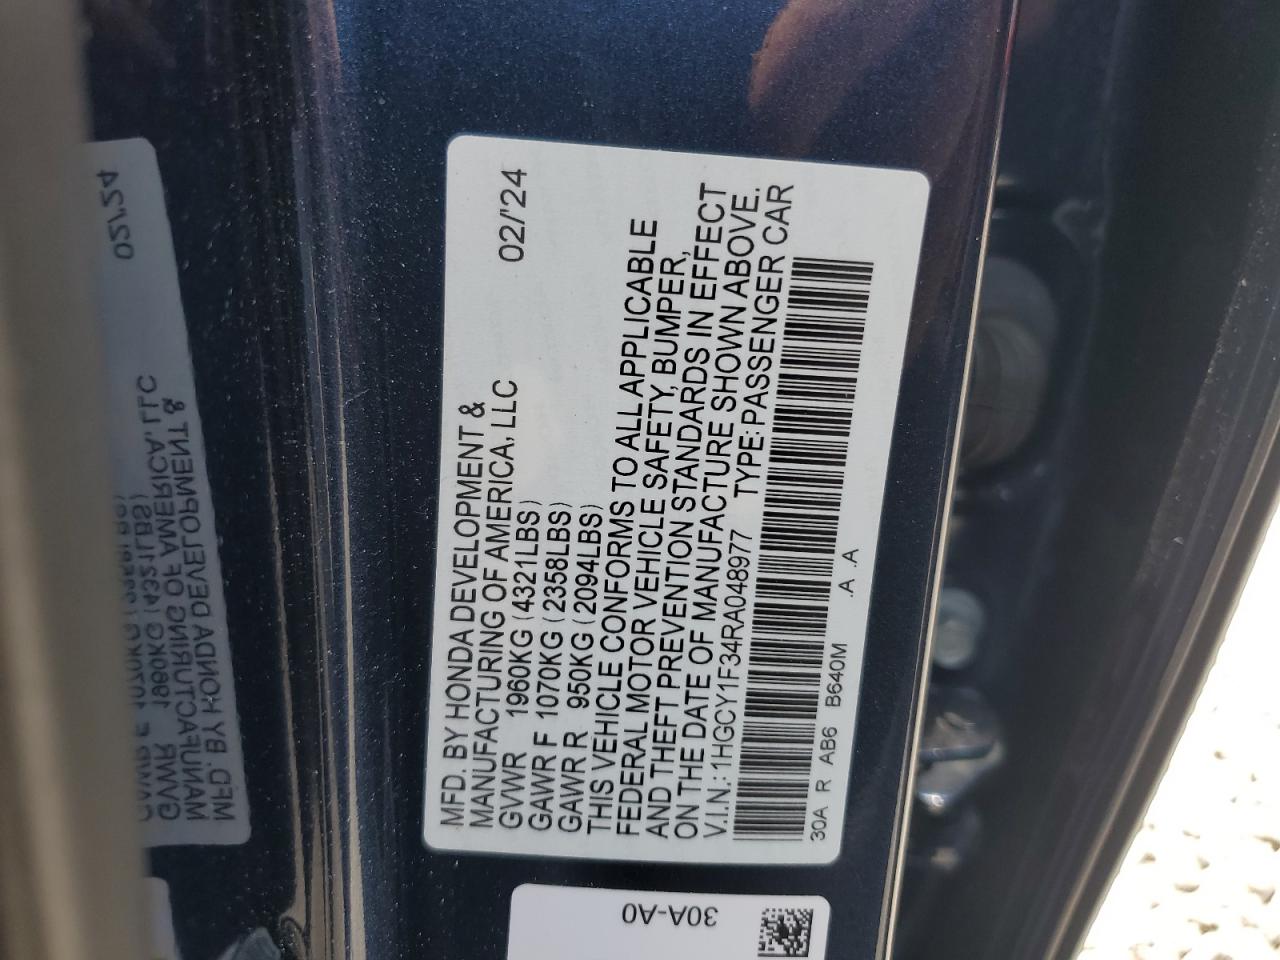 MFD. BY HONDA DEVELOPMENT &
MANUFACTURING OF AMERICA, LLC 02/'24
GVWR 1960KG (4321LBS)
GAWR F 1070KG (2358LBS)
GAWR R 950KG (2094LBS)
THIS VEHICLE CONFORMS TO ALL APPLICABLE
FEDERAL MOTOR VEHICLE SAFETY, BUMPER,
AND THEFT PREVENTION STANDARDS IN EFFECT
ON THE DATE OF MANUFACTURE SHOWN ABOVE.
V.I.N.: 1HGCY1F34RA048977 TYPE: PASSENGER CAR
30A R AB6 B640M .A .A
30A-A0